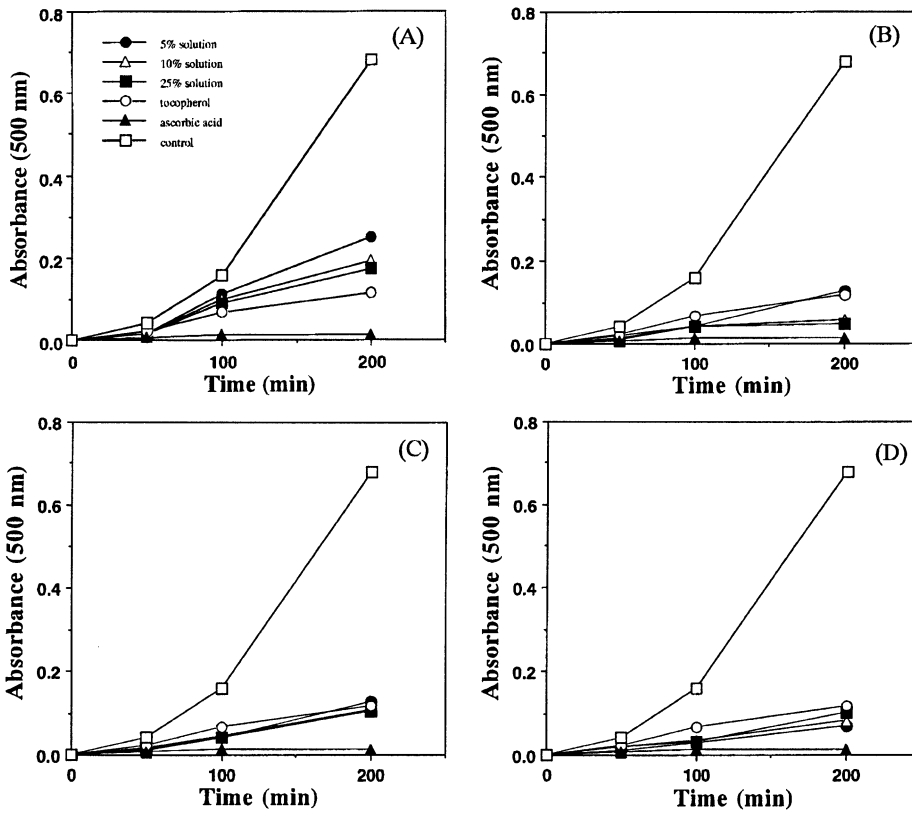 (A)
0.8
0.6
0.4
0.2
0.0
Absorbance (500 nm)
5% solution
10% solution
25% solution
tocopherol
ascorbic acid
control
0
100
200
Time (min)
(B)
0.8
0.6
0.4
0.2
0.0
Absorbance (500 nm)
0
100
200
Time (min)
(C)
0.8
0.6
0.4
0.2
0.0
Absorbance (500 nm)
0
100
200
Time (min)
(D)
0.8
0.6
0.4
0.2
0.0
Absorbance (500 nm)
0
100
200
Time (min)